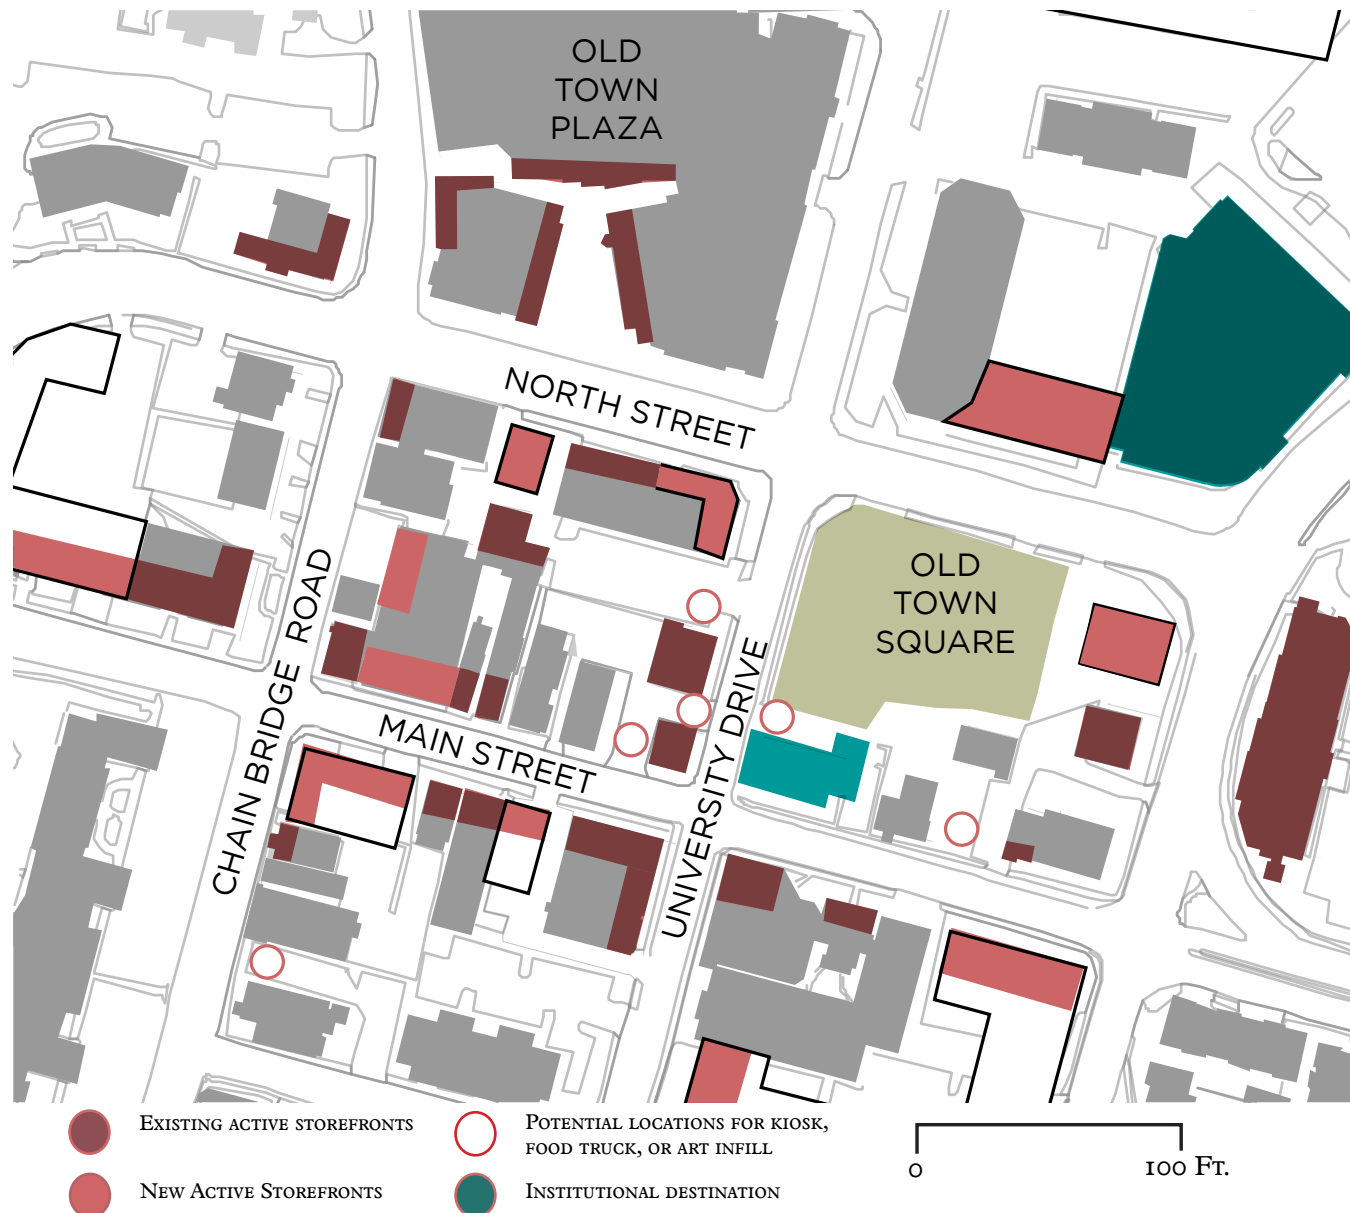 OLD
TOWN
PLAZA
NORTH STREET
OLD
TOWN
SQUARE
CHAIN BRIDGE ROAD
MAIN STREET
UNIVERSITY DRIVE
Existing active storefronts
Potential locations for kiosk,
food truck, or art infill
New Active Storefronts
Institutional destination
0
100 Ft.